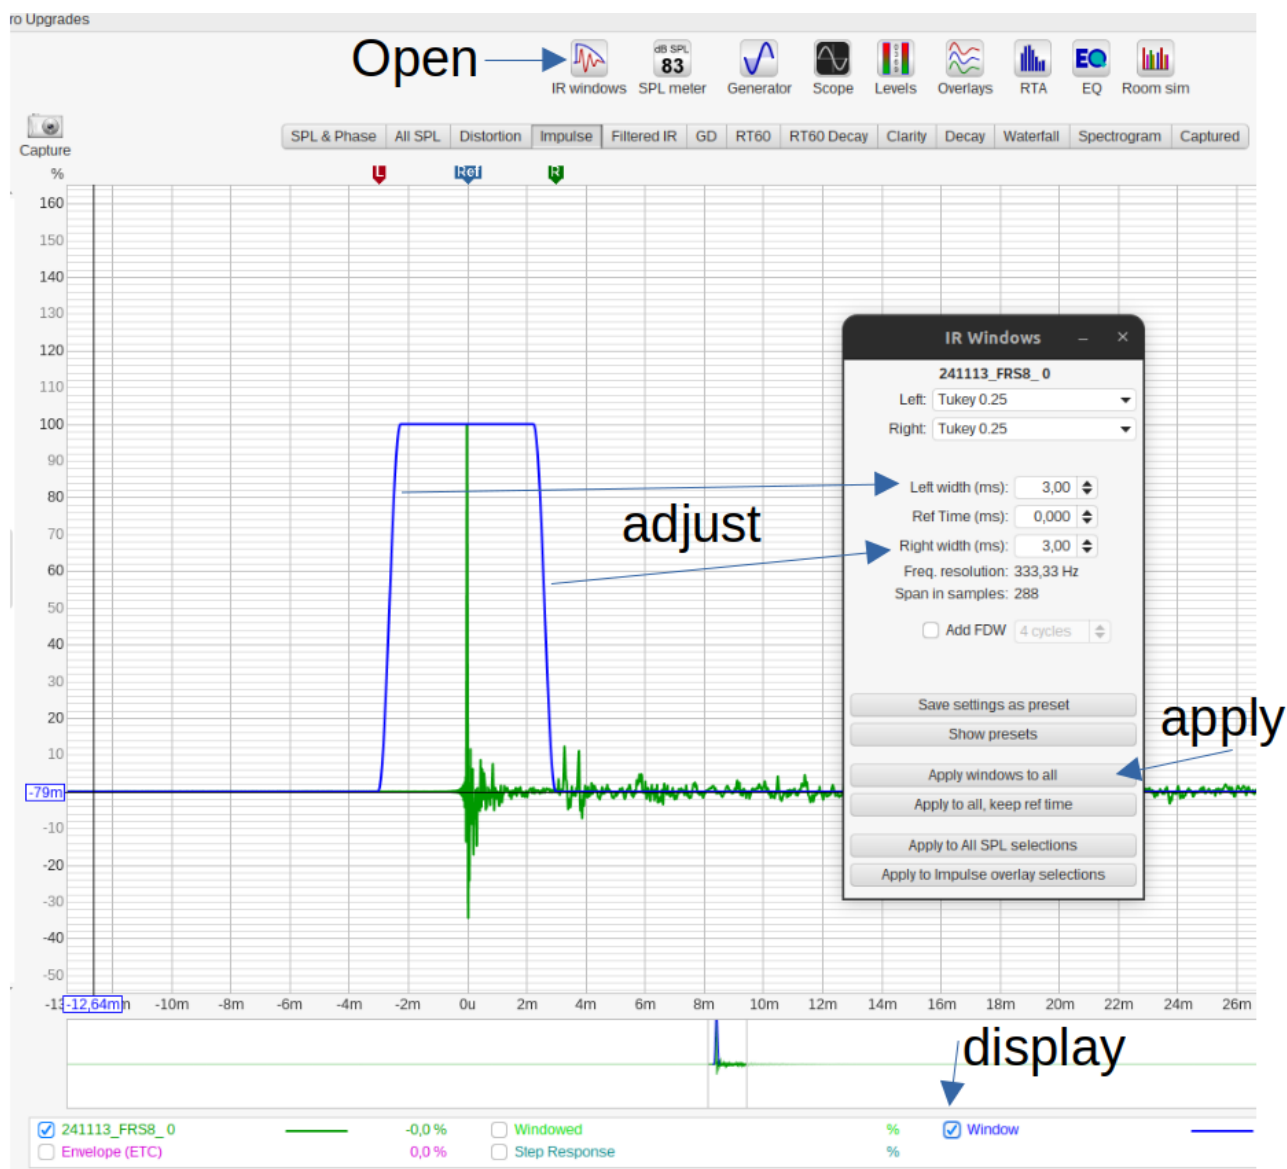 ro Upgrades
Open
dB SPL
83
EQ
IR windows SPL meter Generator Scope Levels Overlays RTA EQ Room sim
Capture
SPL & Phase All SPL Distortion Impulse Filtered IR GD RT60 RT60 Decay Clarity Decay Waterfall Spectrogram Captured
%
L Ref R
160
150
140
130
120
110
100
90
80
70
60
50
40
30
20
10
-79m
-10
-20
-30
-40
-50
IR Windows
241113_FRS8_ 0
Left: Tukey 0.25
Right: Tukey 0.25
adjust
Left width (ms): 3,00
Ref Time (ms): 0,000
Right width (ms): 3,00
Freq. resolution: 333,33 Hz
Span in samples: 288
Add FDW 4 cycles
Save settings as preset
Show presets
apply
Apply windows to all
Apply to all, keep ref time
Apply to All SPL selections
Apply to Impulse overlay selections
-12,64m -10m -8m -6m -4m -2m 0u 2m 4m 6m 8m 10m 12m 14m 16m 18m 20m 22m 24m 26m
display
241113_FRS8_ 0 -0,0 % Windowed % Window
Envelope (ETC) 0,0 % Step Response %